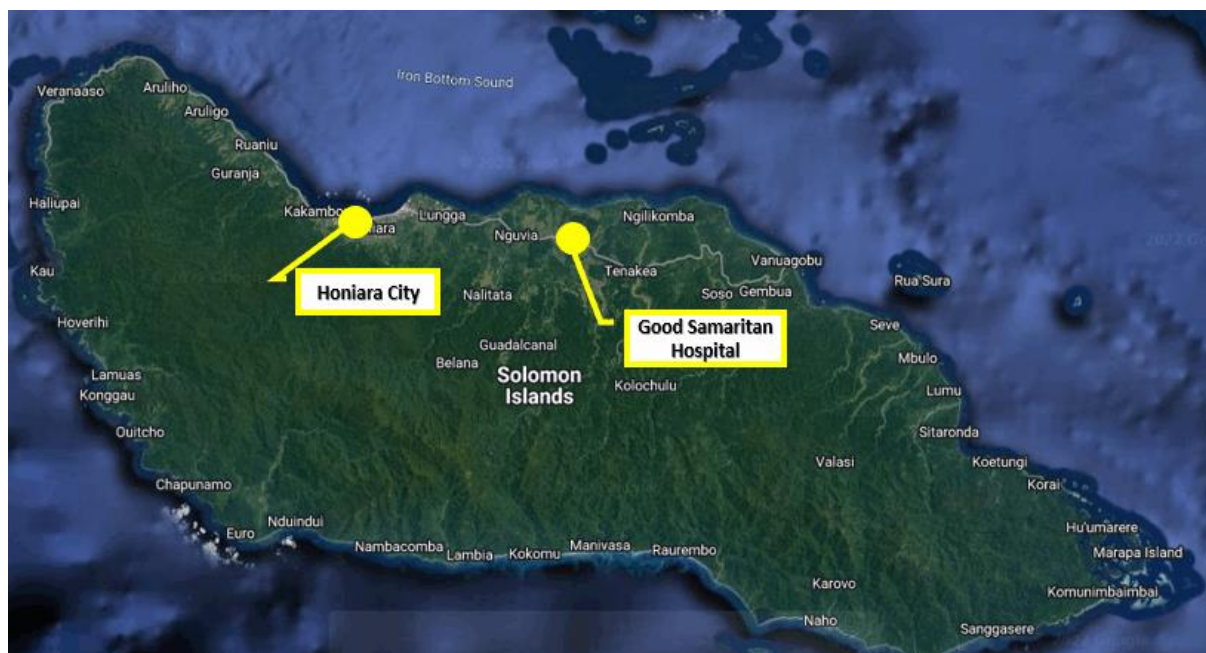 Iron Bottom Sound
Veranaaso
Aruliho
Aruligo
Ruaniu
Guranja
Haliupai
Kakambo
iara
Lungga
Nguvia
Ngilikomba
Tenakea
Vanuagobu
Rua Sura
Kau
Honiara City
Nalitata
Soso
Gembua
Hoverihi
Good Samaritan
Hospital
Seve
Guadalcanal
Belana
Mbulo
Lamuas
Solomon
Islands
Kolochulu
Konggau
Lumu
Ouitcho
Sitaronda
Valasi
Koetungi
Chapunamo
Korai
Nduindui
Euro
Hu'umarere
Nambacomba
Lambia
Kokomu
Manivasa
Raurembo
Marapa Island
Karovo
Komunimbaimbai
Naho
Sanggasere